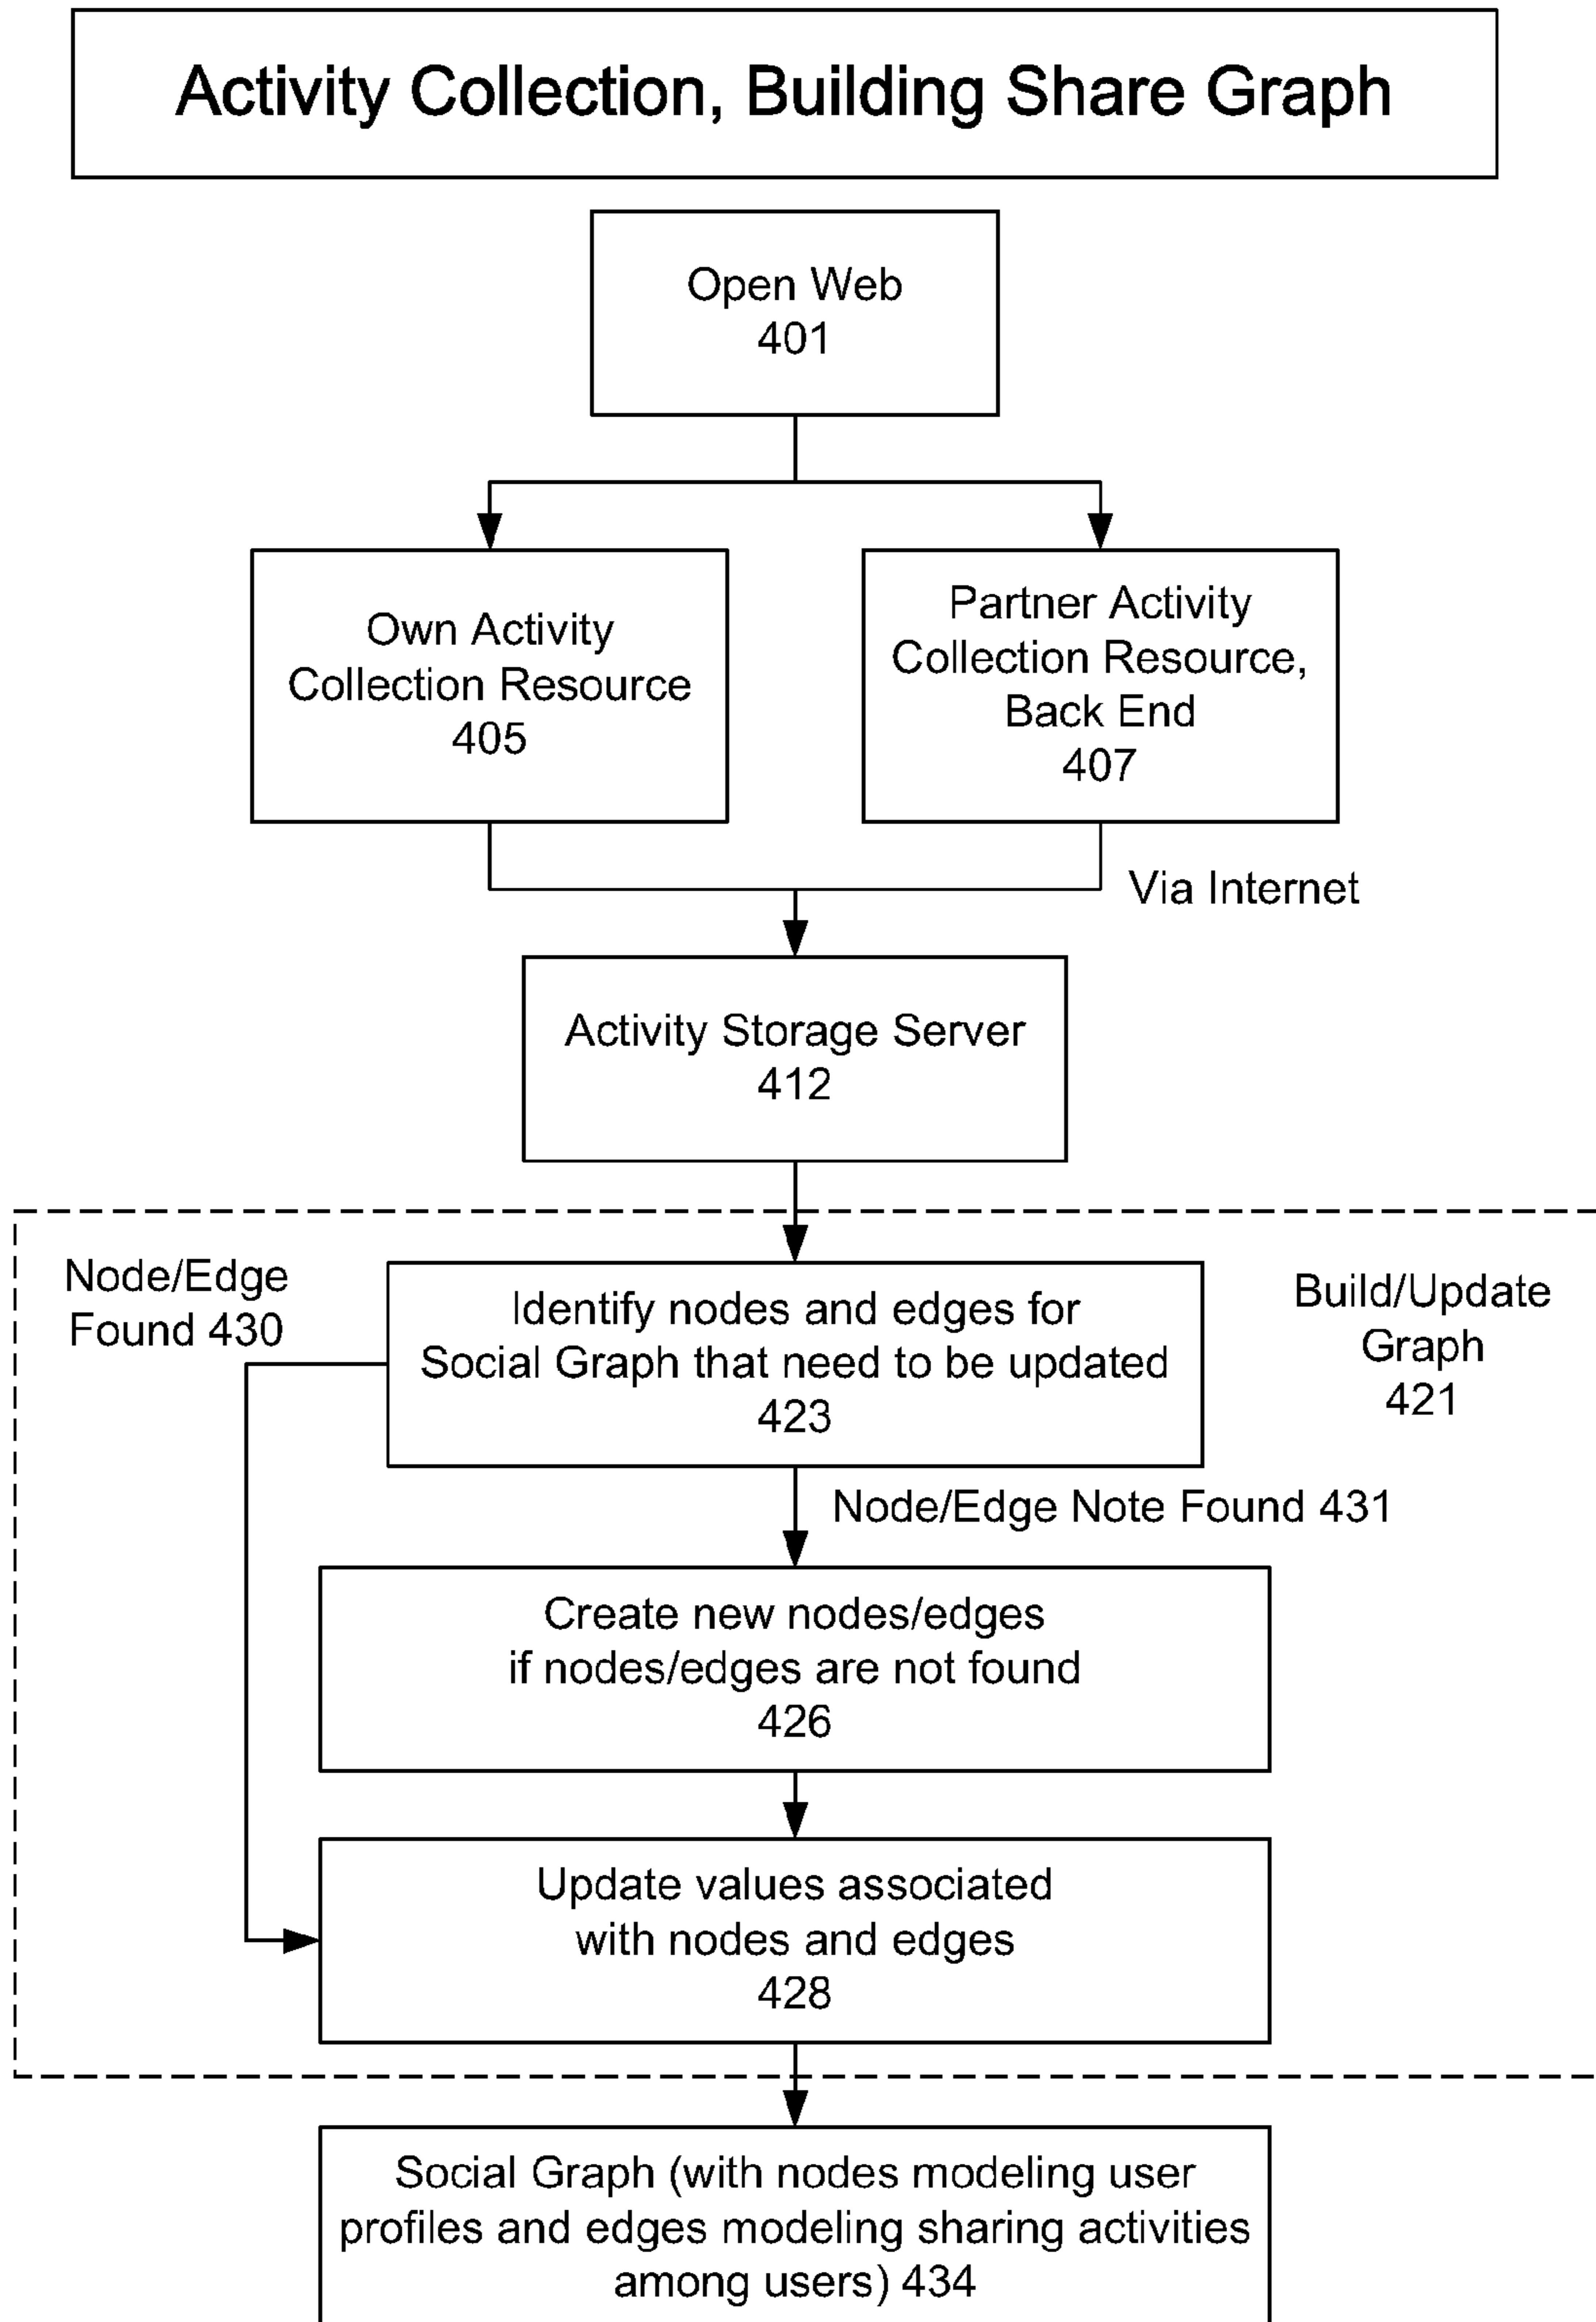 Activity Collection, Building Share Graph
Open Web
401
Own Activity
Collection Resource
405
Partner Activity
Collection Resource,
Back End
407
Via Internet
Activity Storage Server
412
Node/Edge
Found 430
Identify nodes and edges for
Social Graph that need to be updated
423
Build/Update
Graph
421
Node/Edge Note Found 431
Create new nodes/edges
if nodes/edges are not found
426
Update values associated
with nodes and edges
428
Social Graph (with nodes modeling user
profiles and edges modeling sharing activities
among users) 434